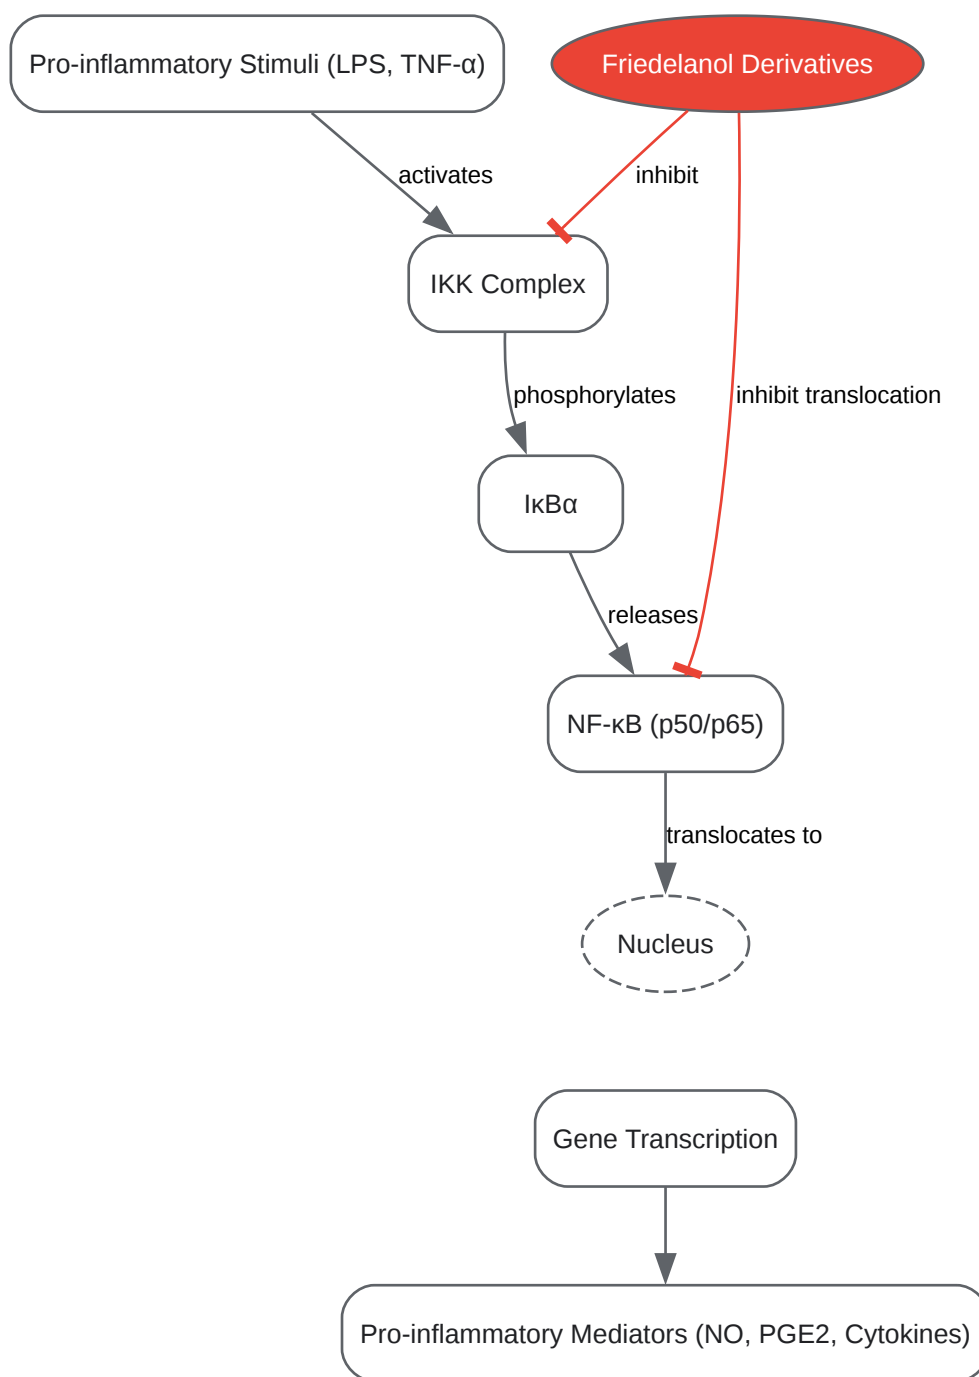 Pro-inflammatory Stimuli (LPS, TNF-α)
Friedelanol Derivatives
activates
inhibit
IKK Complex
phosphorylates
inhibit translocation
IκBα
releases
NF-κB (p50/p65)
translocates to
Nucleus
Gene Transcription
Pro-inflammatory Mediators (NO, PGE2, Cytokines)